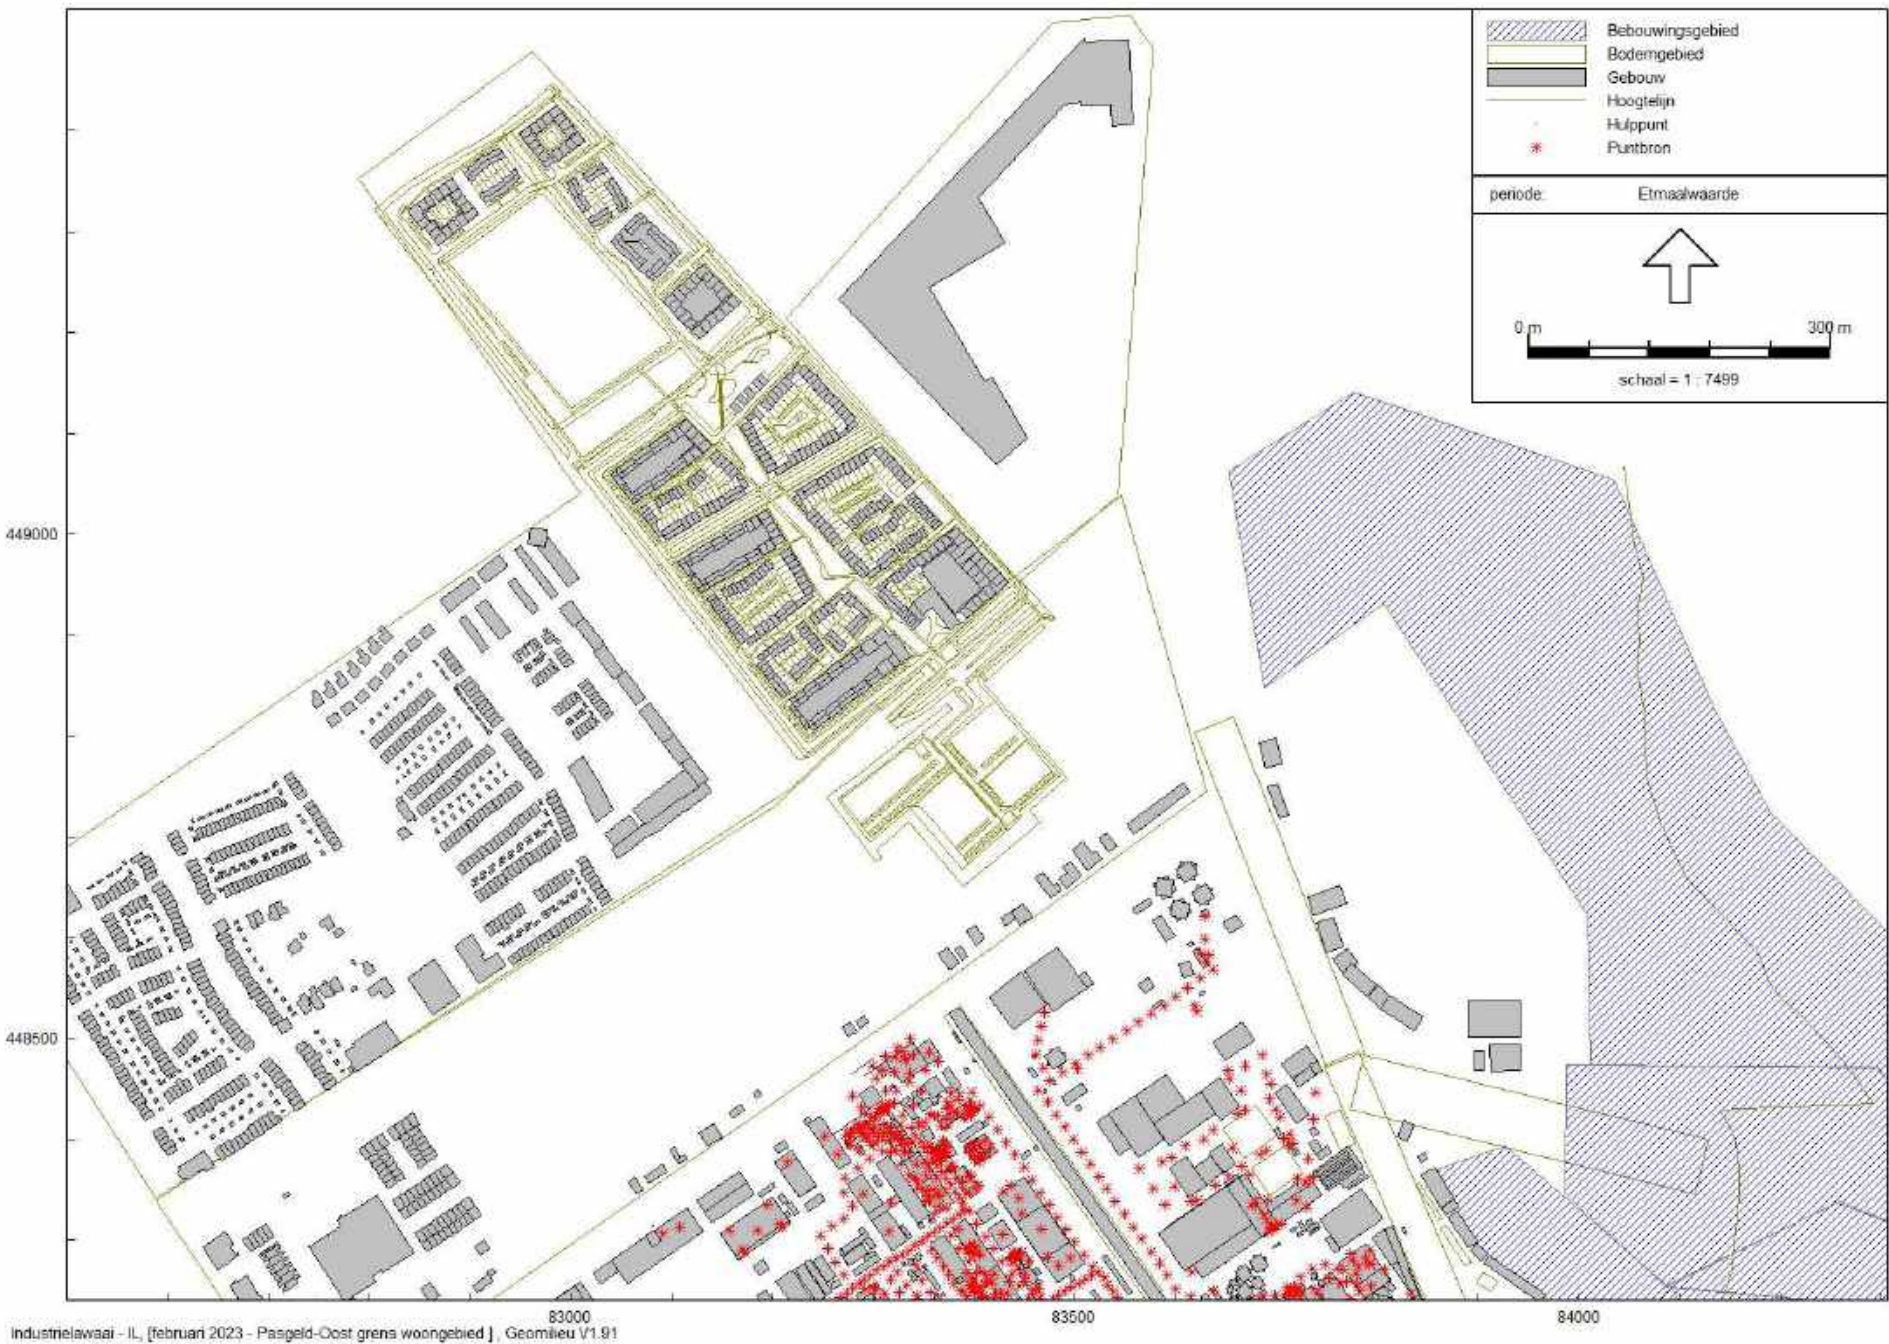 Bebouwingsgebied
Bodemgebied
Gebouw
Hoogtelijn
Hulppunt
Puntbron
periode: Etmaalwaarde
0 m 300 m
schaal = 1 : 7499
449000
448500
83000 83500 84000
Industrielawaai - IL, [februari 2023 - Pasgeld-Oost grens woongebied ] , Geomilieu V1.91